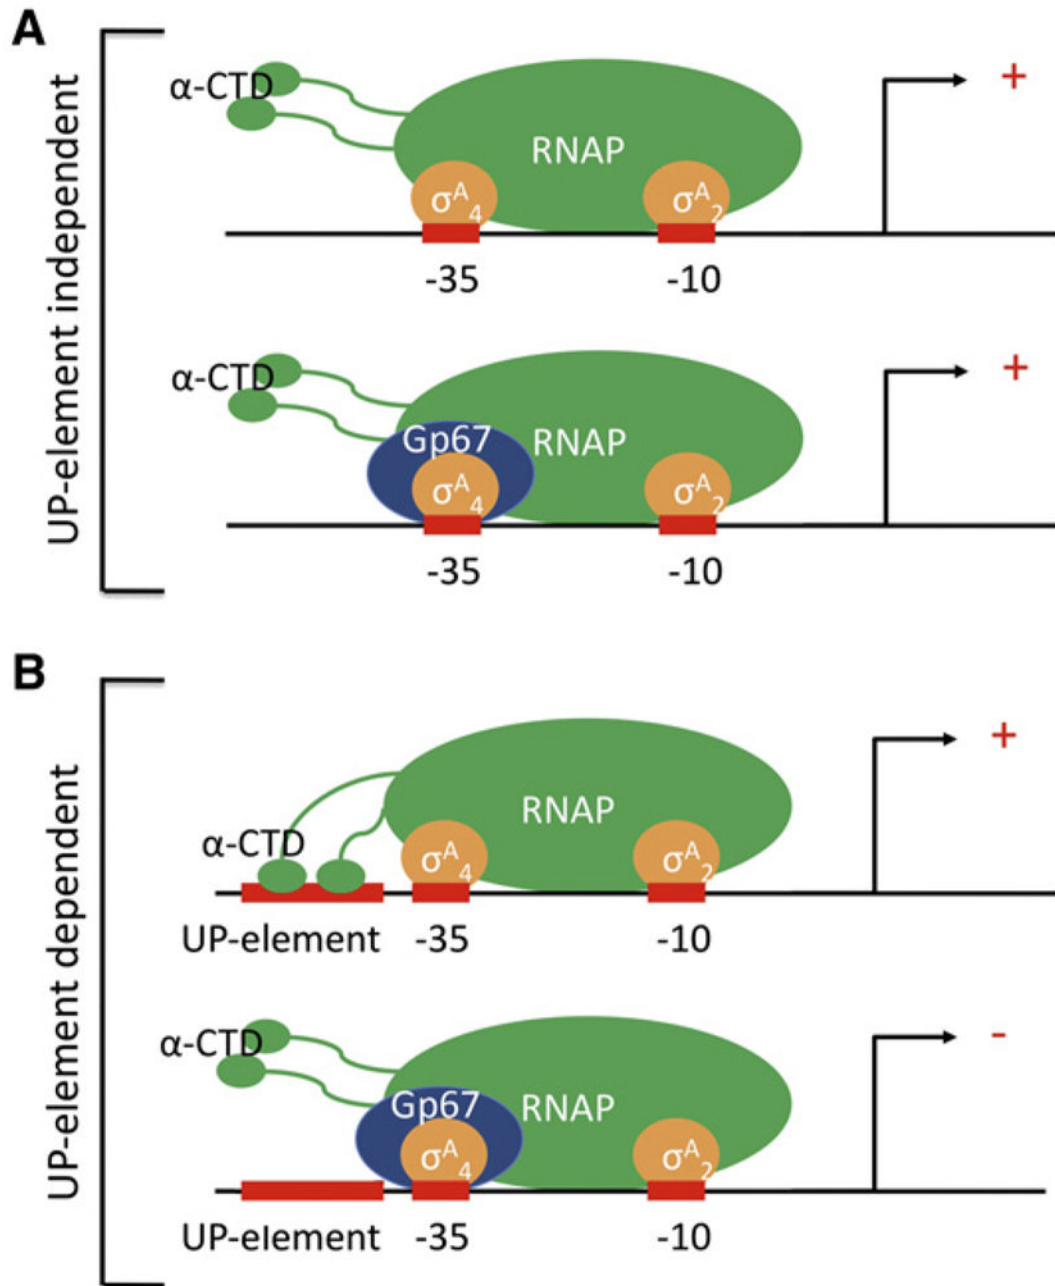 A
UP-element independent
α-CTD
RNAP
σᴬ₄
σᴬ₂
+
-35
-10
α-CTD
Gp67
RNAP
σᴬ₄
σᴬ₂
+
-35
-10
B
UP-element dependent
α-CTD
RNAP
σᴬ₄
σᴬ₂
+
UP-element
-35
-10
α-CTD
Gp67
RNAP
σᴬ₄
σᴬ₂
-
UP-element
-35
-10